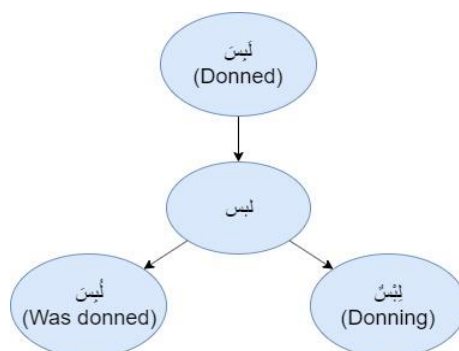 لَبِسَ
(Donned)
لبس
لُبِسَ
(Was donned)
لِبْسٌ
(Donning)